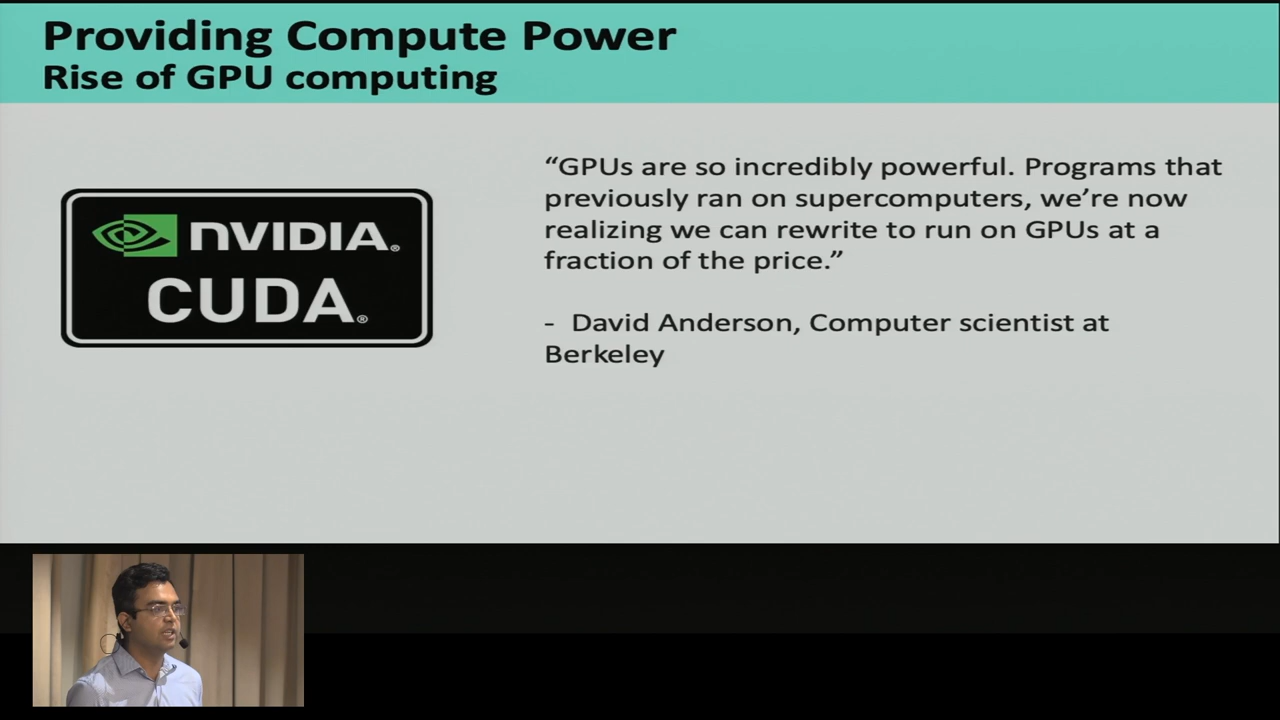 Providing Compute Power
Rise of GPU computing
NVIDIA®
CUDA®
“GPUs are so incredibly powerful. Programs that
previously ran on supercomputers, we’re now
realizing we can rewrite to run on GPUs at a
fraction of the price.”
- David Anderson, Computer scientist at
Berkeley